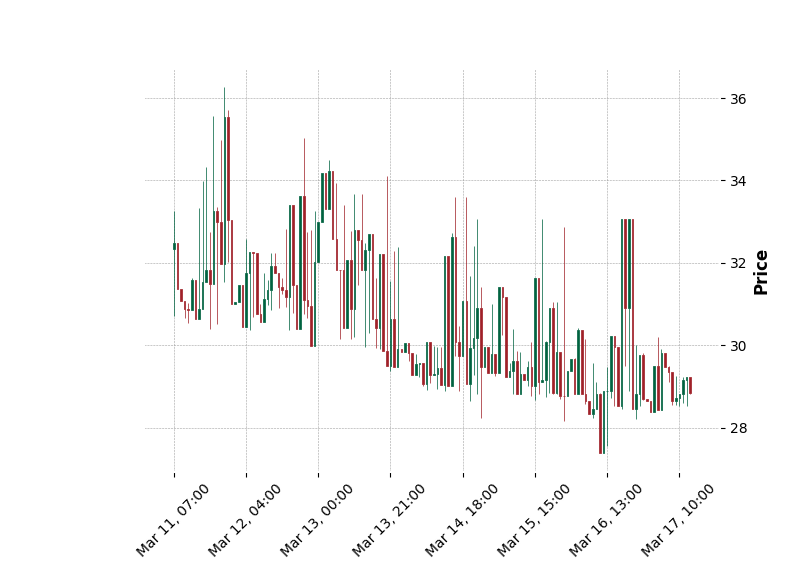 36
34
32
30
28
Price
Mar 11, 07:00
Mar 12, 04:00
Mar 13, 00:00
Mar 13, 21:00
Mar 14, 18:00
Mar 15, 15:00
Mar 16, 13:00
Mar 17, 10:00